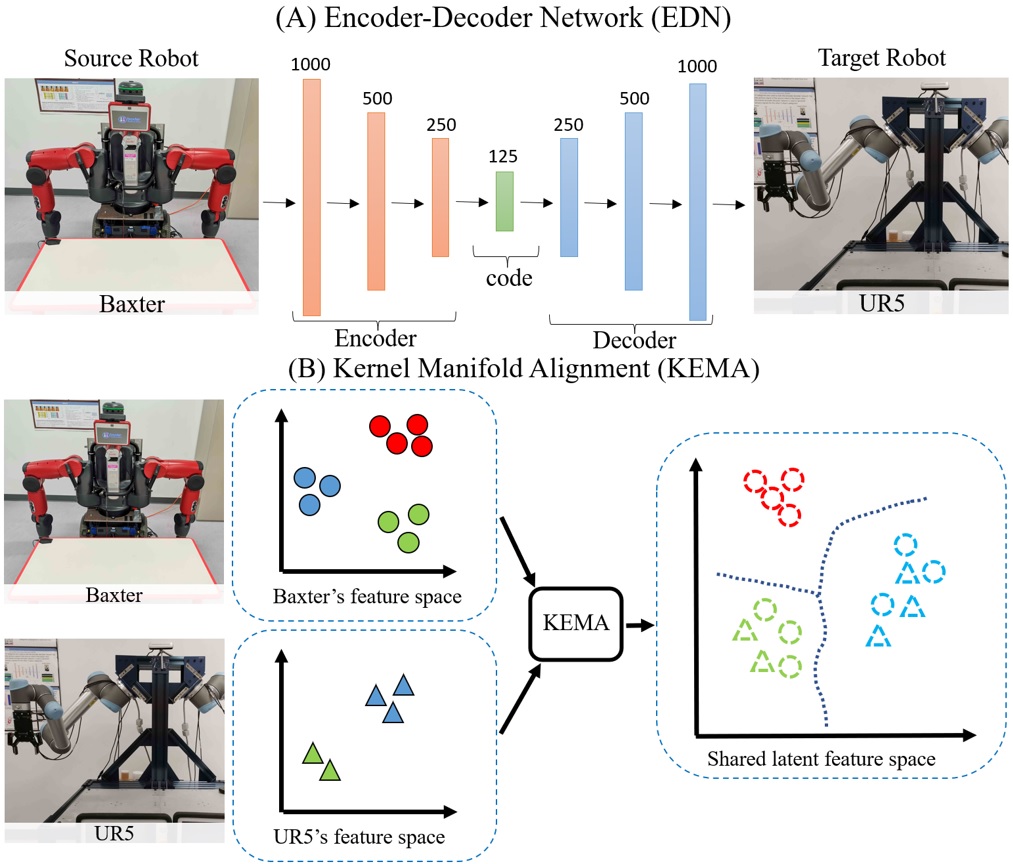 (A) Encoder-Decoder Network (EDN)
Source Robot
Target Robot
1000
500
250
125
250
500
1000
code
Encoder
Decoder
Baxter
UR5
(B) Kernel Manifold Alignment (KEMA)
Baxter
Baxter's feature space
KEMA
UR5
UR5's feature space
Shared latent feature space